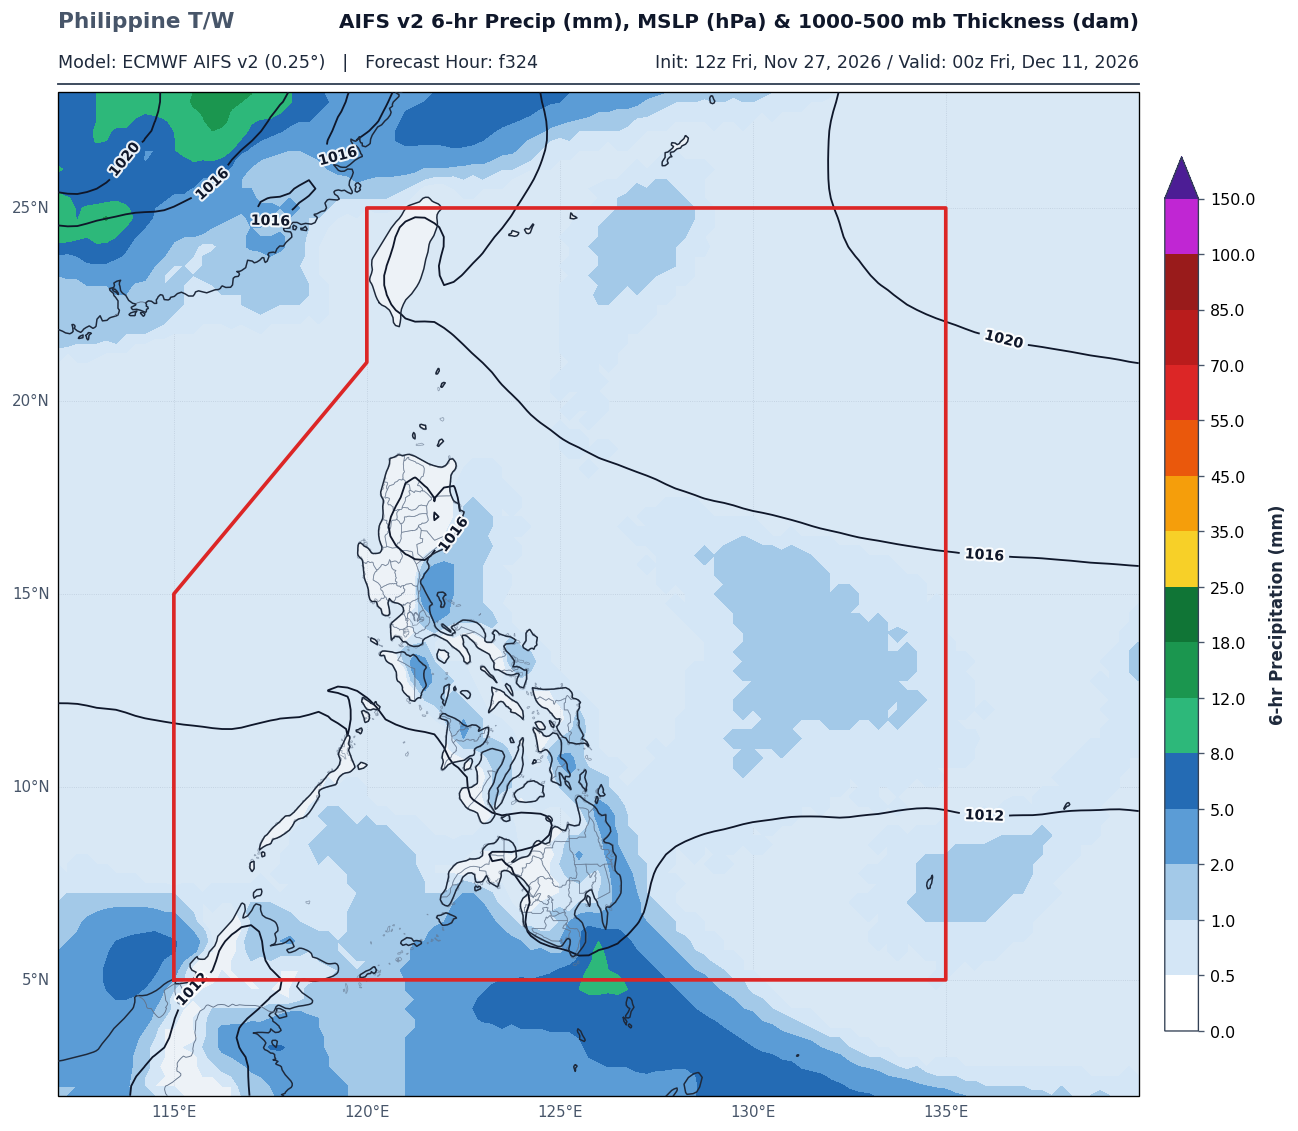 Philippine T/W
AIFS v2 6-hr Precip (mm), MSLP (hPa) & 1000-500 mb Thickness (dam)
Model: ECMWF AIFS v2 (0.25°) | Forecast Hour: f324
Init: 12z Fri, Nov 27, 2026 / Valid: 00z Fri, Dec 11, 2026
1020
1016
1016
1016
1020
1016
1016
1012
1012
25°N
20°N
15°N
10°N
5°N
115°E
120°E
125°E
130°E
135°E
150.0
100.0
85.0
70.0
55.0
45.0
35.0
25.0
18.0
12.0
8.0
5.0
2.0
1.0
0.5
0.0
6-hr Precipitation (mm)